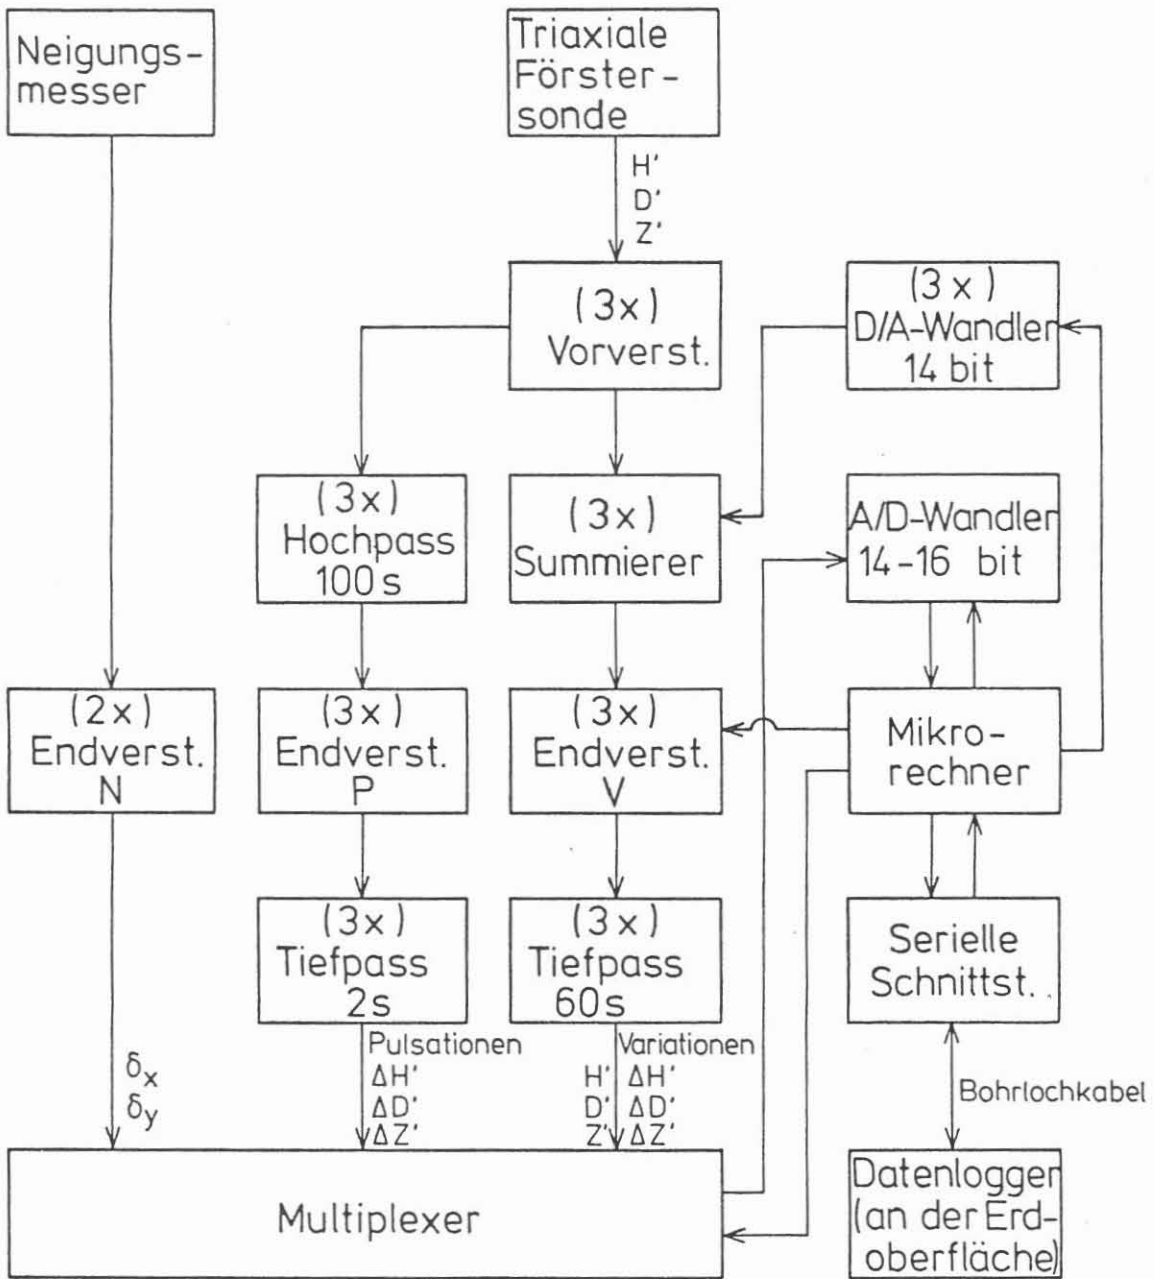 Neigungs-
messer
Triaxiale
Förster-
sonde
H'
D'
Z'
(3x)
Vorverst.
(3x)
D/A-Wandler
14 bit
(3x)
Hochpass
100s
(3x)
Summierer
A/D-Wandler
14-16 bit
(2x)
Endverst.
N
(3x)
Endverst.
P
(3x)
Endverst.
V
Mikro-
rechner
(3x)
Tiefpass
2s
(3x)
Tiefpass
60s
Serielle
Schnittst.
δx
δy
Pulsationen
ΔH'
ΔD'
ΔZ'
Variationen
H' ΔH'
D' ΔD'
Z' ΔZ'
Bohrlochkabel
Multiplexer
Datenlogger
(an der Erd-
oberfläche)